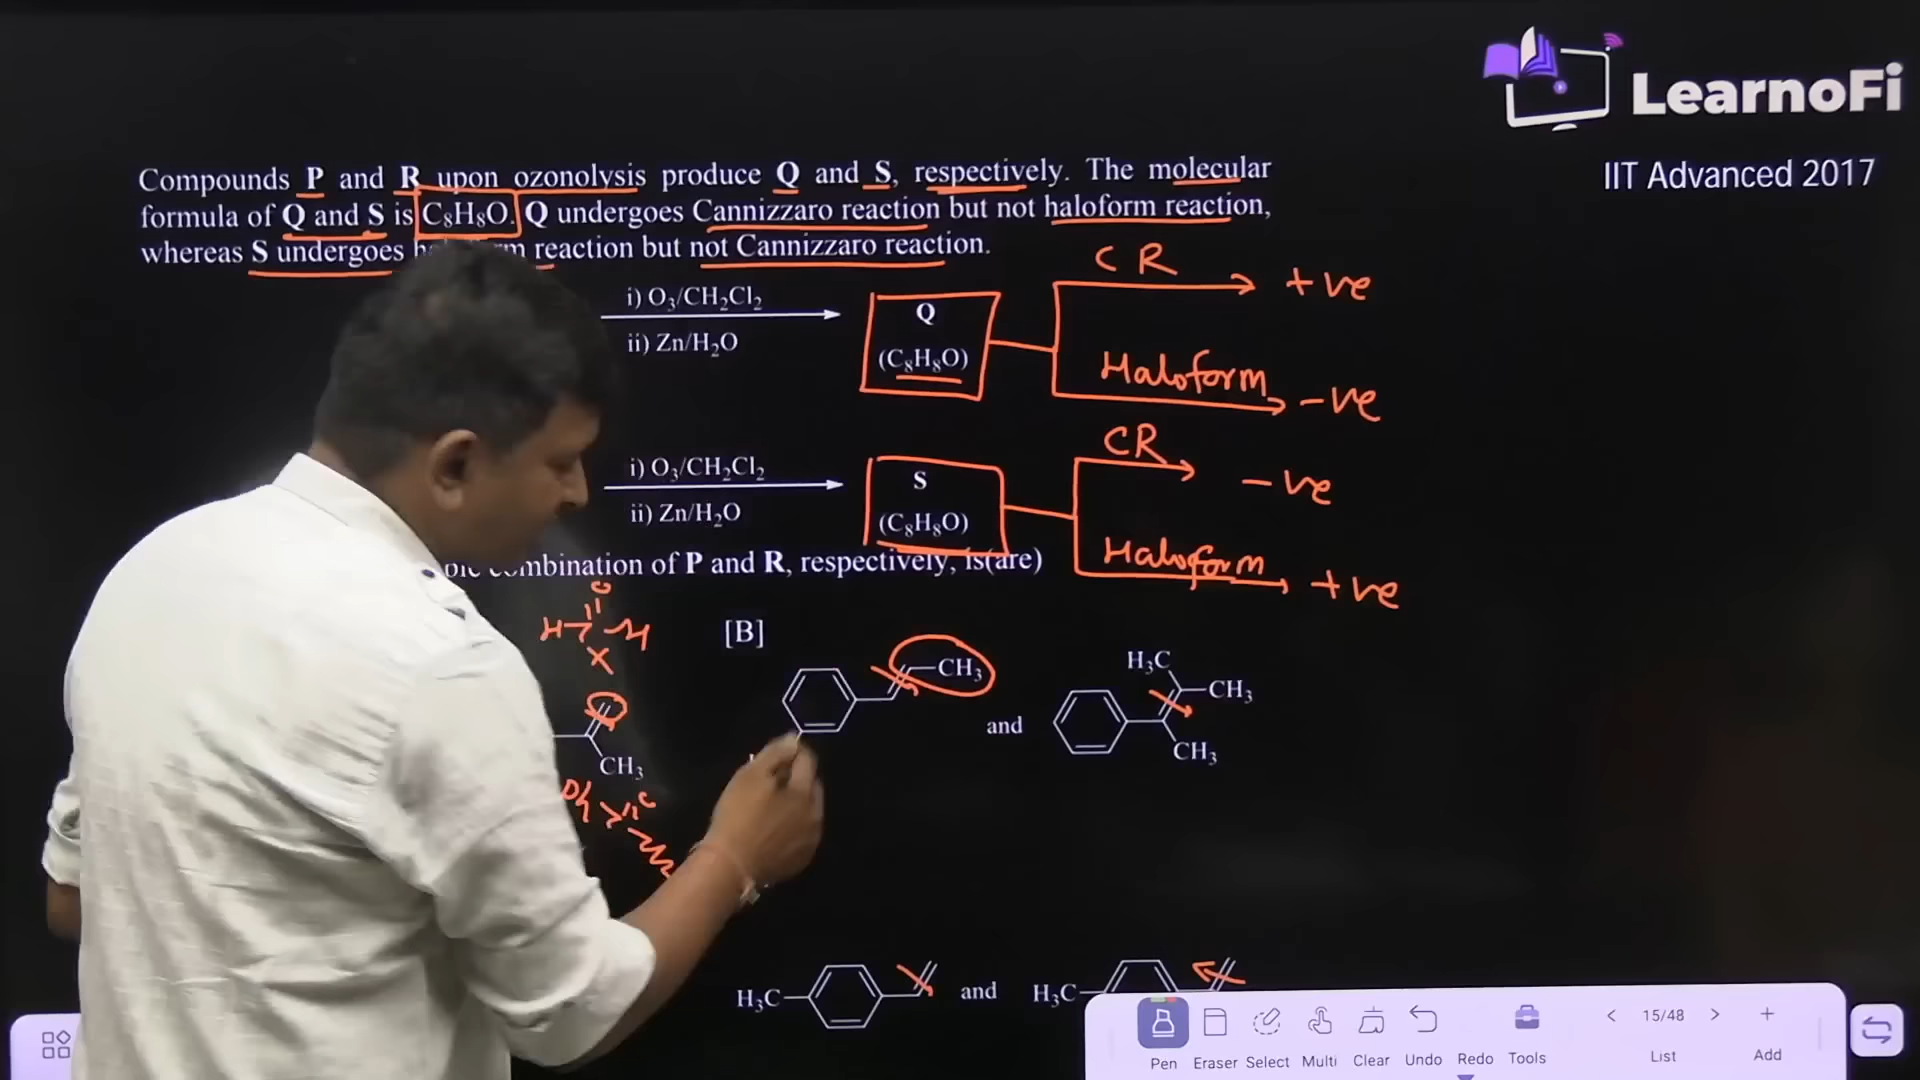 LearnoFi
IIT Advanced 2017
Compounds P and R upon ozonolysis produce Q and S, respectively. The molecular
formula of Q and S is C₈H₈O. Q undergoes Cannizzaro reaction but not haloform reaction,
whereas S undergoes reaction but not Cannizzaro reaction.
i) O₃/CH₂Cl₂
ii) Zn/H₂O
Q
(C₈H₈O)
CR
+ve
Haloform
-ve
i) O₃/CH₂Cl₂
ii) Zn/H₂O
S
(C₈H₈O)
CR
-ve
Haloform
+ve
combination of P and R, respectively, is(are)
H H
[B]
CH₃
and
H₃C
CH₃
CH₃
CH₃
Ph
H₃C
and
H₃C
Pen
Eraser
Select
Multi
Clear
Undo
Redo
Tools
< 15/48 >
List
+
Add